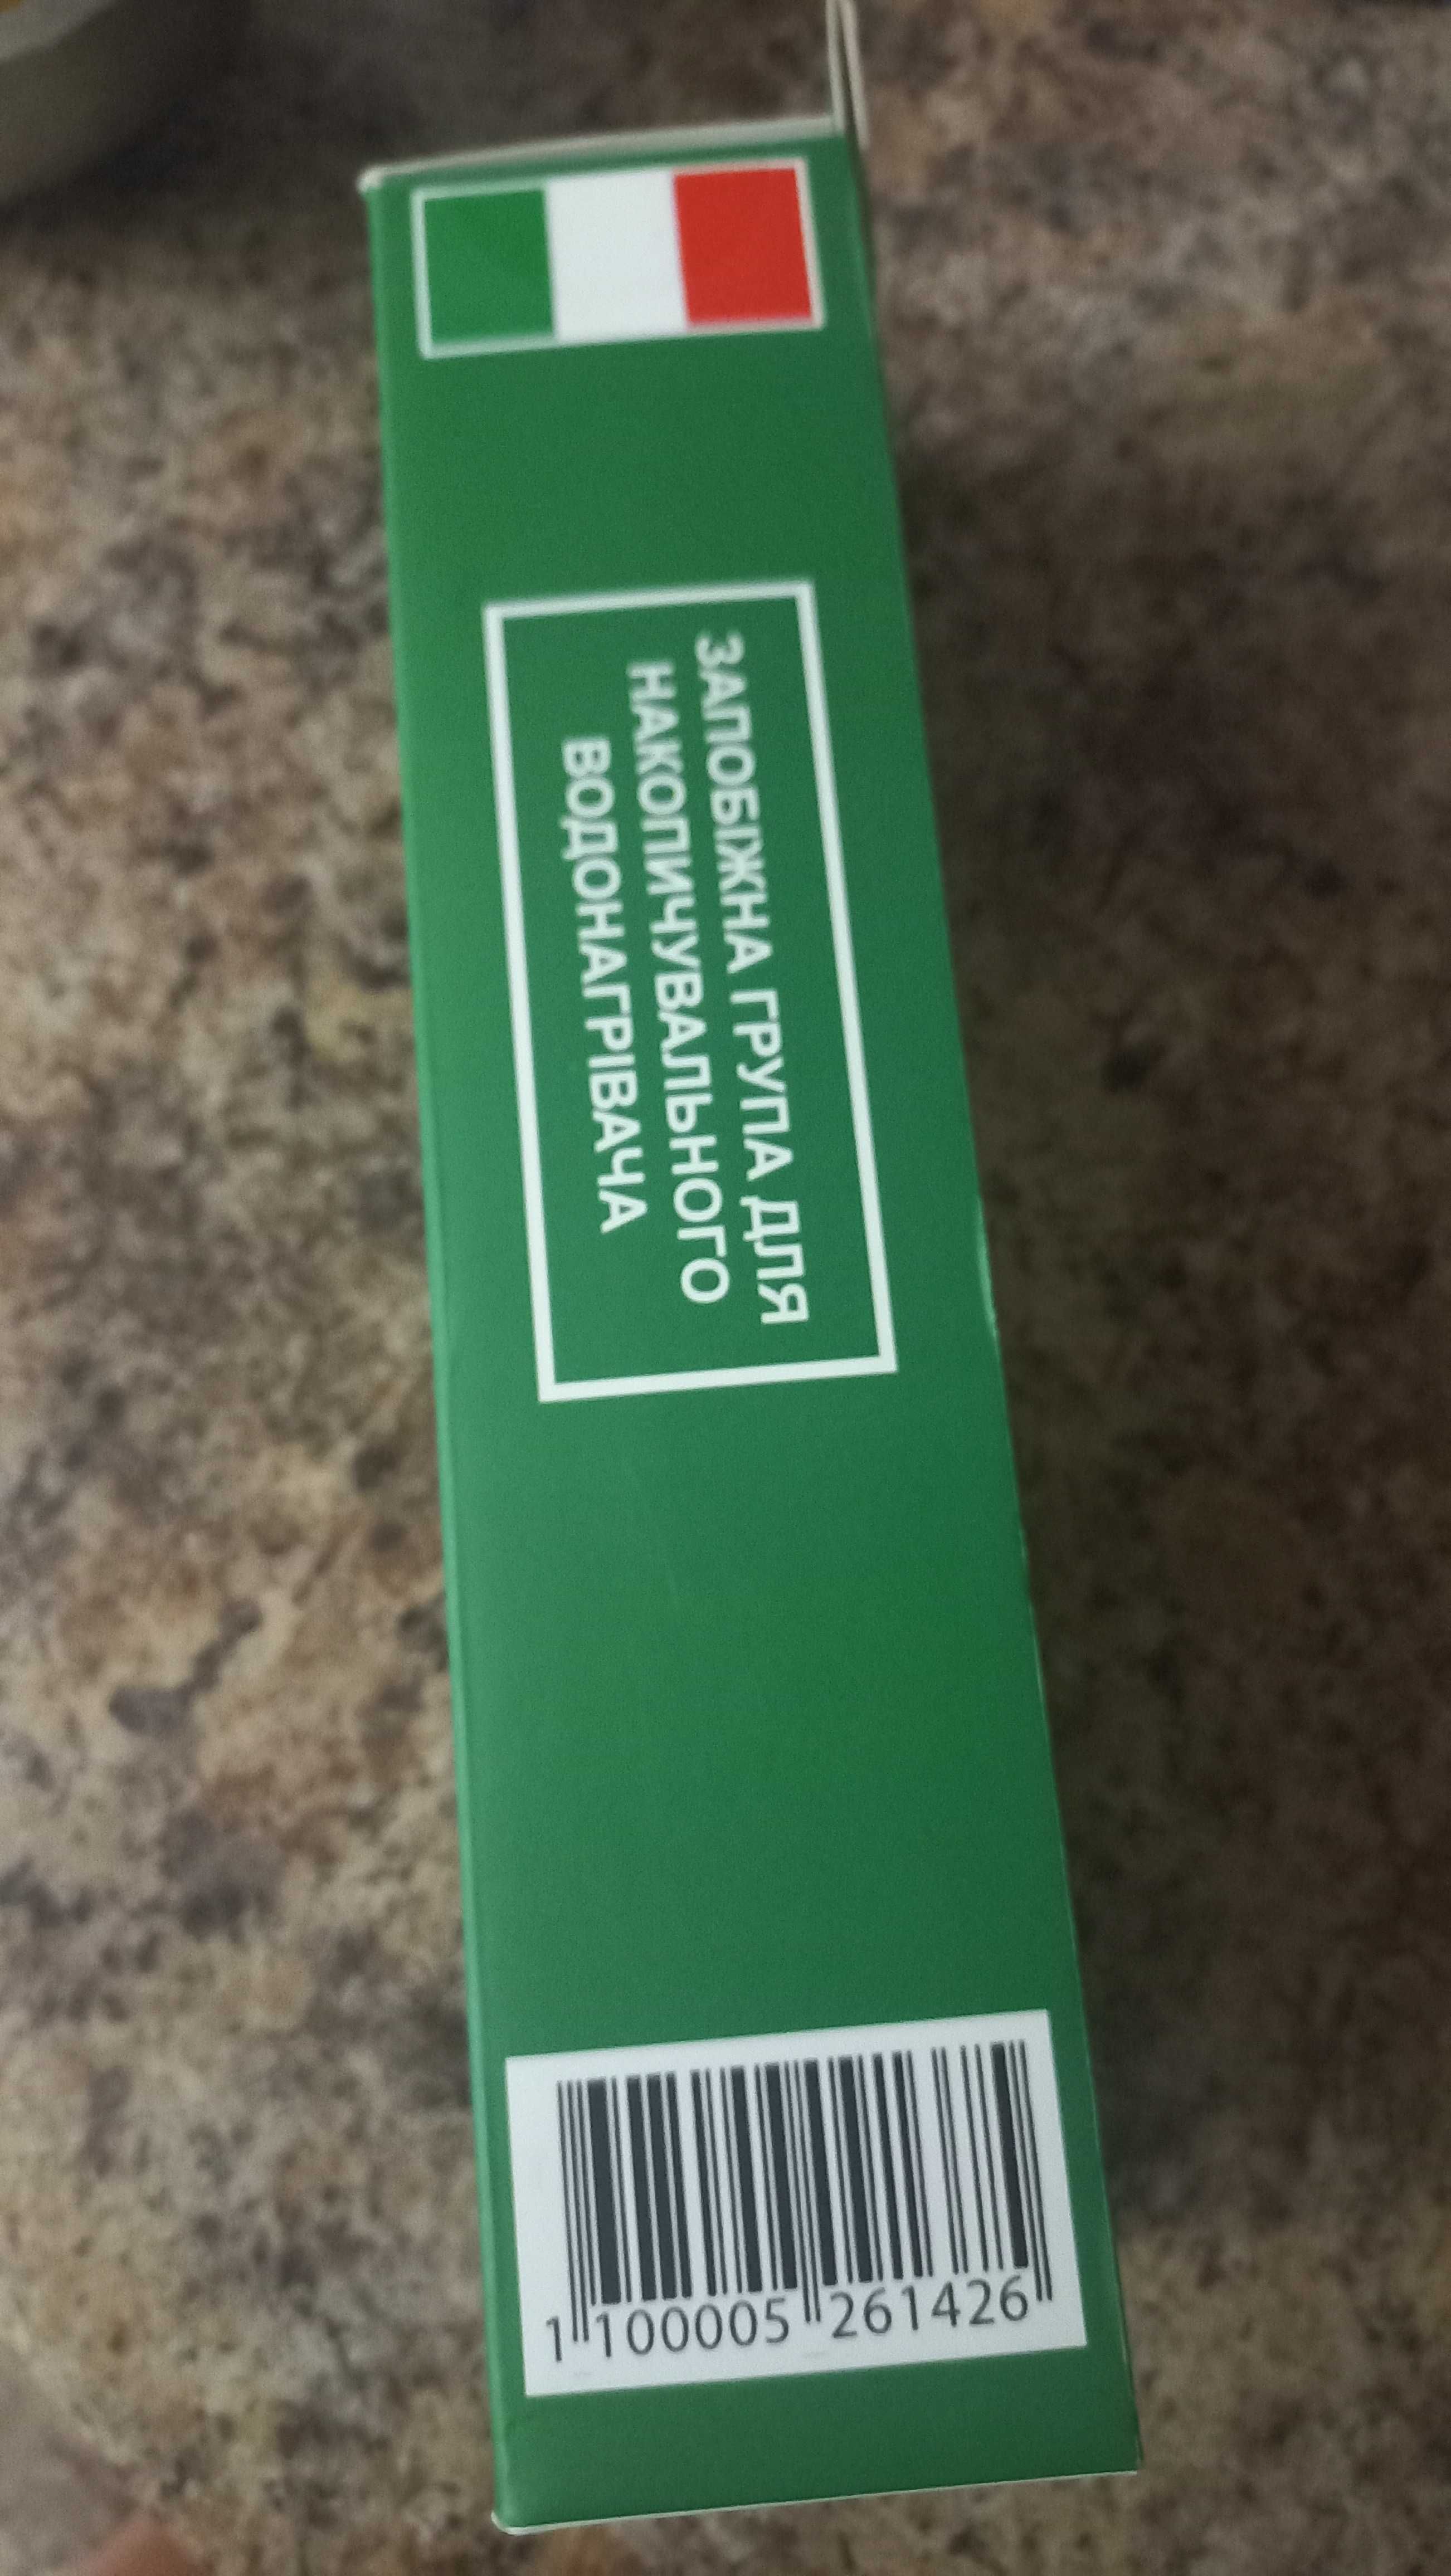 ЗАПОБІЖНА ГРУПА ДЛЯ
НАКОПИЧУВАЛЬНОГО
ВОДОНАГРІВАЧА
1 100005 261426